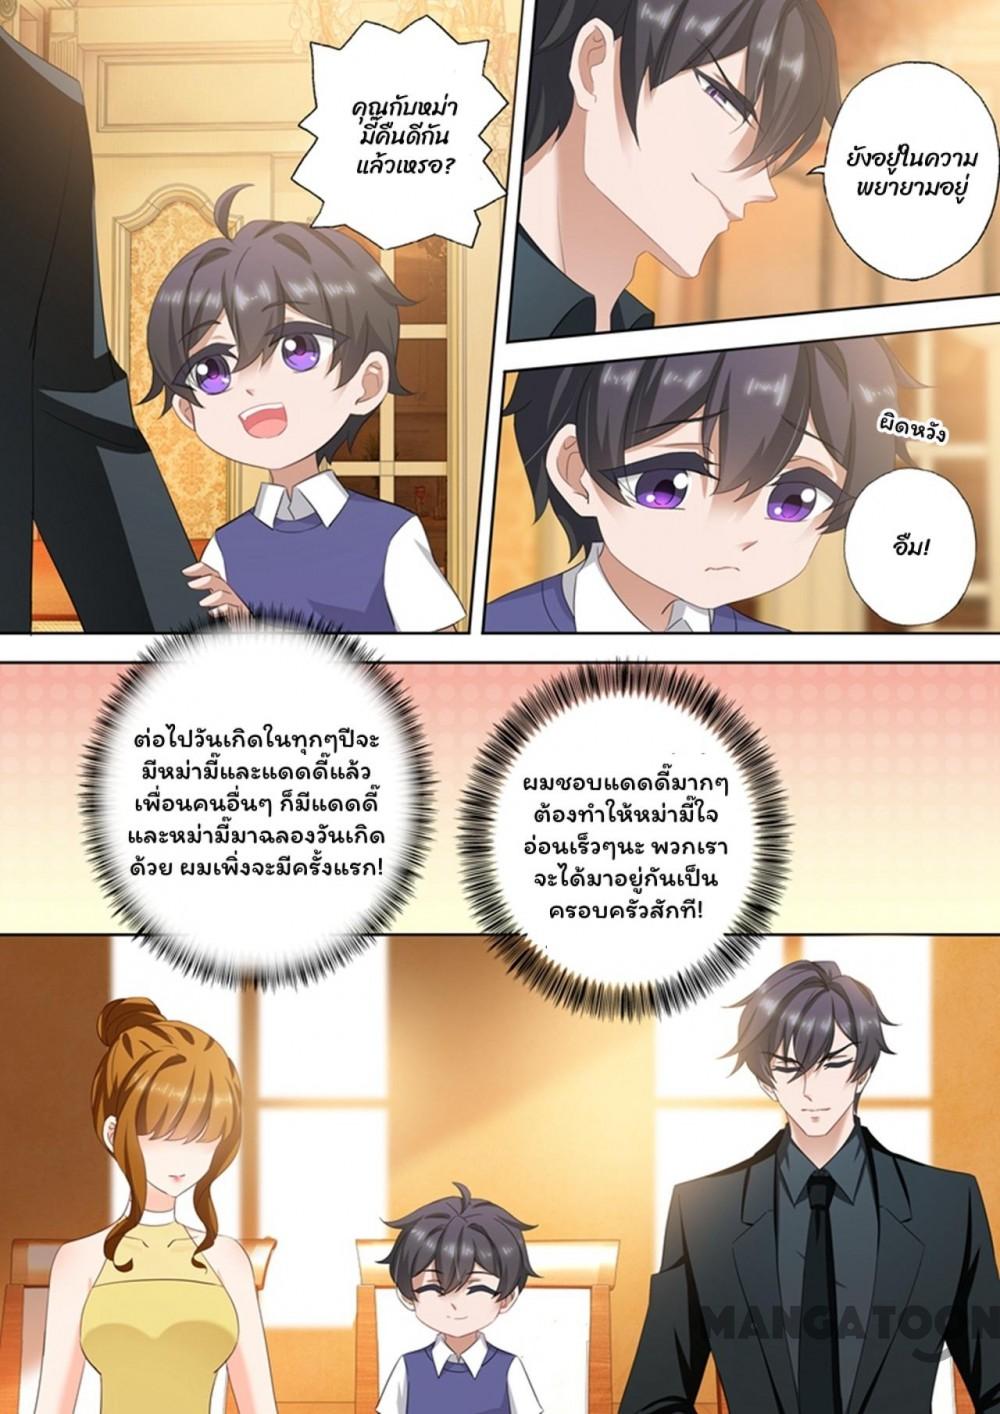 คุณกับหม่า
มี๊คืนดีกัน
แล้วเหรอ?
ยังอยู่ในความ
พยายามอยู่
ผิดหวัง
อืม!
ต่อไปวันเกิดในทุกๆปีจะ
มีหม่ามี๊และแดดดี๊แล้ว
เพื่อนคนอื่นๆ ก็มีแดดดี๊
และหม่ามี๊มาฉลองวันเกิด
ด้วย ผมเพิ่งจะมีครั้งแรก!
ผมชอบแดดดี๊มากๆ
ต้องทำให้หม่ามี๊ใจ
อ่อนเร็วๆนะ พวกเรา
จะได้มาอยู่กันเป็น
ครอบครัวสักที!
MANGATOON